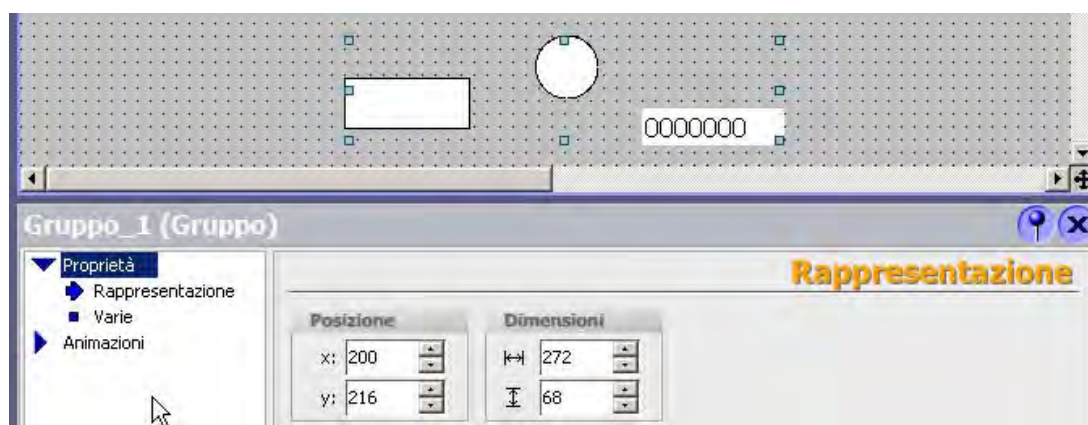 0000000
Gruppo_1 (Gruppo)
Proprietà
Rappresentazione
Varie
Animazioni
Rappresentazione
Posizione
x: 200
y: 216
Dimensioni
272
68